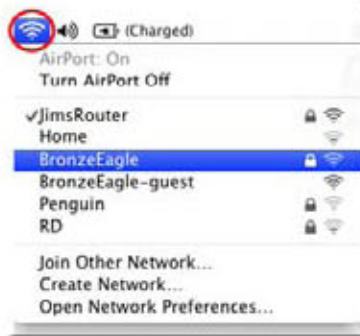 (Charged)
AirPort: On
Turn AirPort Off
✓JimsRouter
Home
BronzeEagle
BronzeEagle-guest
Penguin
RD
Join Other Network...
Create Network...
Open Network Preferences...